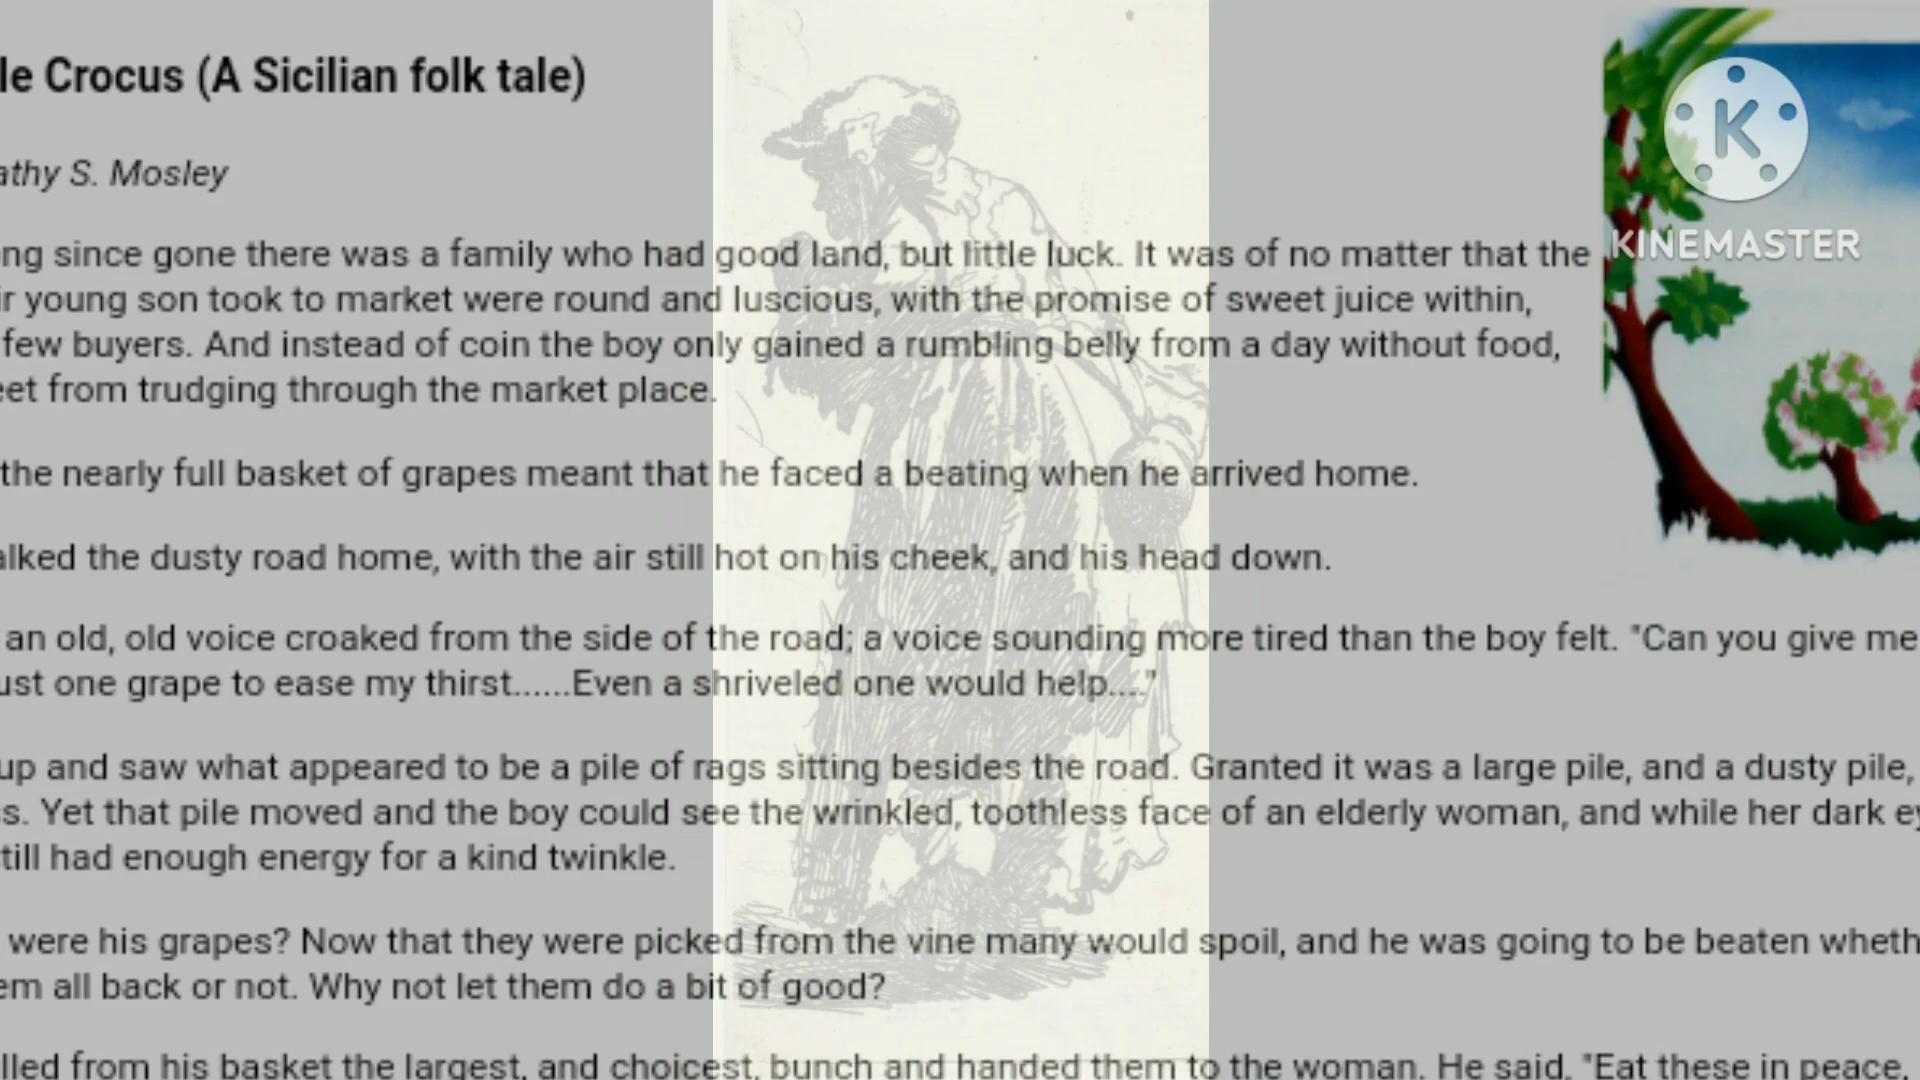 le Crocus (A Sicilian folk tale)
athy S. Mosley
ng since gone there was a family who had good land, but little luck. It was of no matter that the
ir young son took to market were round and luscious, with the promise of sweet juice within,
few buyers. And instead of coin the boy only gained a rumbling belly from a day without food,
eet from trudging through the market place.
the nearly full basket of grapes meant that he faced a beating when he arrived home.
alked the dusty road home, with the air still hot on his cheek, and his head down.
an old, old voice croaked from the side of the road; a voice sounding more tired than the boy felt. "Can you give me
ust one grape to ease my thirst......Even a shriveled one would help...."
up and saw what appeared to be a pile of rags sitting besides the road. Granted it was a large pile, and a dusty pile,
s. Yet that pile moved and the boy could see the wrinkled, toothless face of an elderly woman, and while her dark ey
till had enough energy for a kind twinkle.
were his grapes? Now that they were picked from the vine many would spoil, and he was going to be beaten wheth
em all back or not. Why not let them do a bit of good?
lled from his basket the largest, and choicest, bunch and handed them to the woman. He said, "Eat these in peace,
K
KINEMASTER